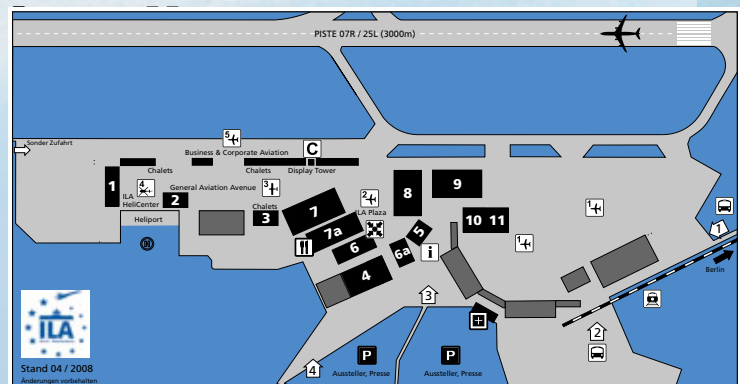 PISTE 07R / 25L (3000m)
Sonder Zufahrt
5
Business & Corporate Aviation
C
Chalets
Chalets
Display Tower
1
4
ILA
HeliCenter
2
General Aviation Avenue
3
Chalets
3
Heliport
H
7
7a
6
4
2
ILA Plaza
8
9
10 11
5
6a
i
1
1
1
Berlin
3
2
4
P
Aussteller, Presse
P
Aussteller, Presse
ILA
Stand 04 / 2008
Änderungen vorbehalten